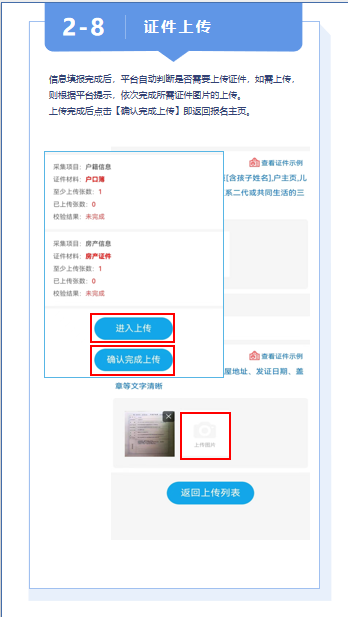 2-8 证件上传
信息填报完成后，平台自动判断是否需要上传证件，如需上传，
则根据平台提示，依次完成所需证件图片的上传。
上传完成后点击【确认完成上传】即返回报名主页。
采集项目：户籍信息
证件材料：户口簿
至少上传张数：1
已上传张数：0
校验结果：未完成
采集项目：房产信息
证件材料：房产证件
至少上传张数：1
已上传张数：0
校验结果：未完成
进入上传
确认完成上传
查看证件示例
[含孩子姓名],户主页,儿
系二代或共同生活的三
查看证件示例
屋地址、发证日期、盖
章等文字清晰
上传图片
返回上传列表